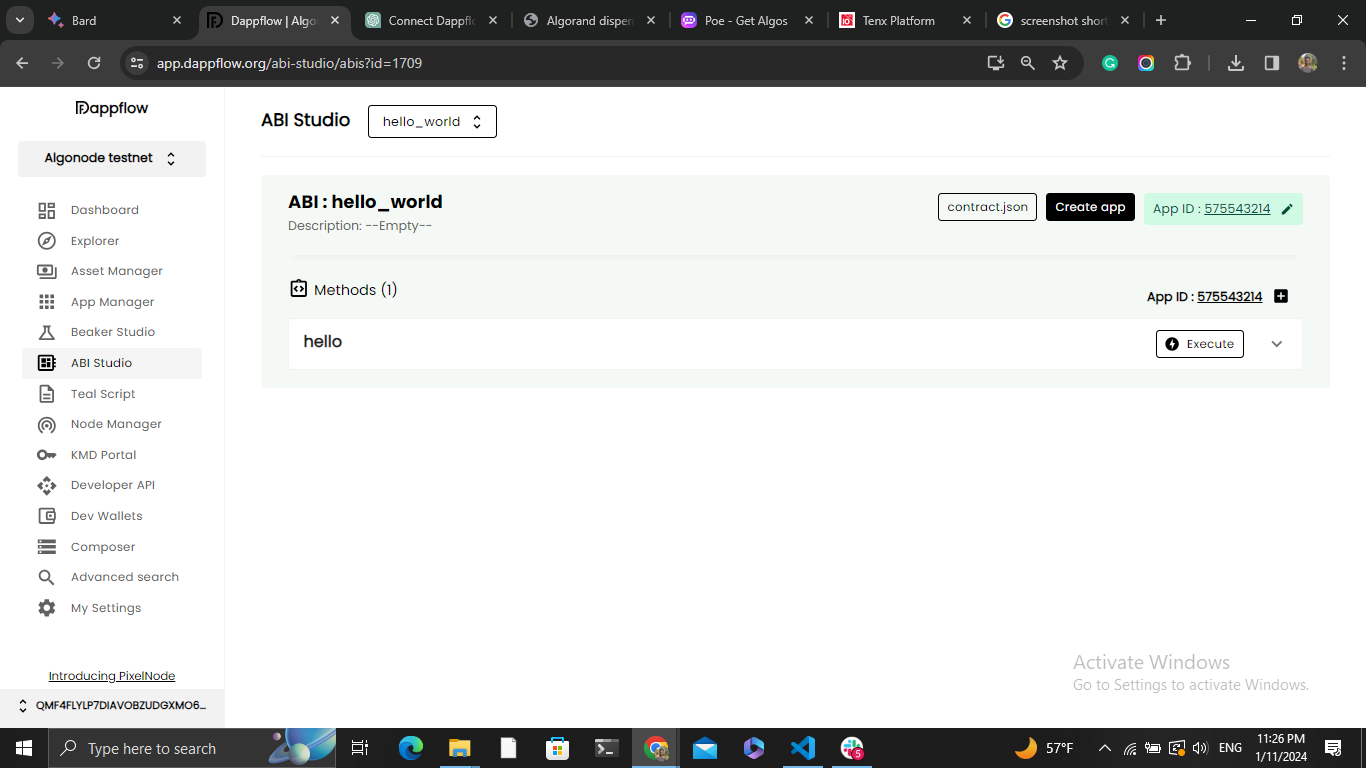 Bard
Dappflow | Algo
Connect Dappfl
Algorand dispen
Poe - Get Algos
Tenx Platform
screenshot short
app.dappflow.org/abi-studio/abis?id=1709
Dappflow
Algonode testnet
Dashboard
Explorer
Asset Manager
App Manager
Beaker Studio
ABI Studio
Teal Script
Node Manager
KMD Portal
Developer API
Dev Wallets
Composer
Advanced search
My Settings
Introducing PixelNode
QMF4FLYLP7DIAVOBZUDGXMO6...
ABI Studio
hello_world
ABI : hello_world
Description: --Empty--
contract.json
Create app
App ID : 575543214
Methods (1)
App ID : 575543214
hello
Execute
Activate Windows
Go to Settings to activate Windows.
Type here to search
5
57°F
ENG
11:26 PM
1/11/2024